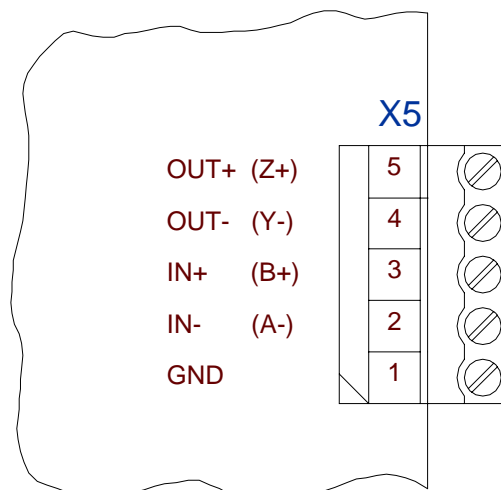 X5
OUT+ (Z+) 5
OUT- (Y-) 4
IN+ (B+) 3
IN- (A-) 2
GND 1